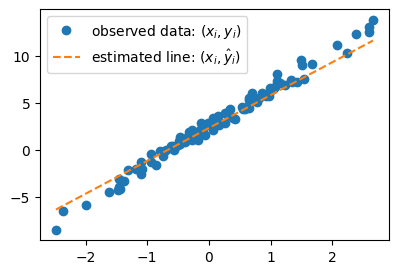 observed data: (xᵢ, yᵢ)
estimated line: (xᵢ, ŷᵢ)
10
5
0
−5
−2 −1 0 1 2